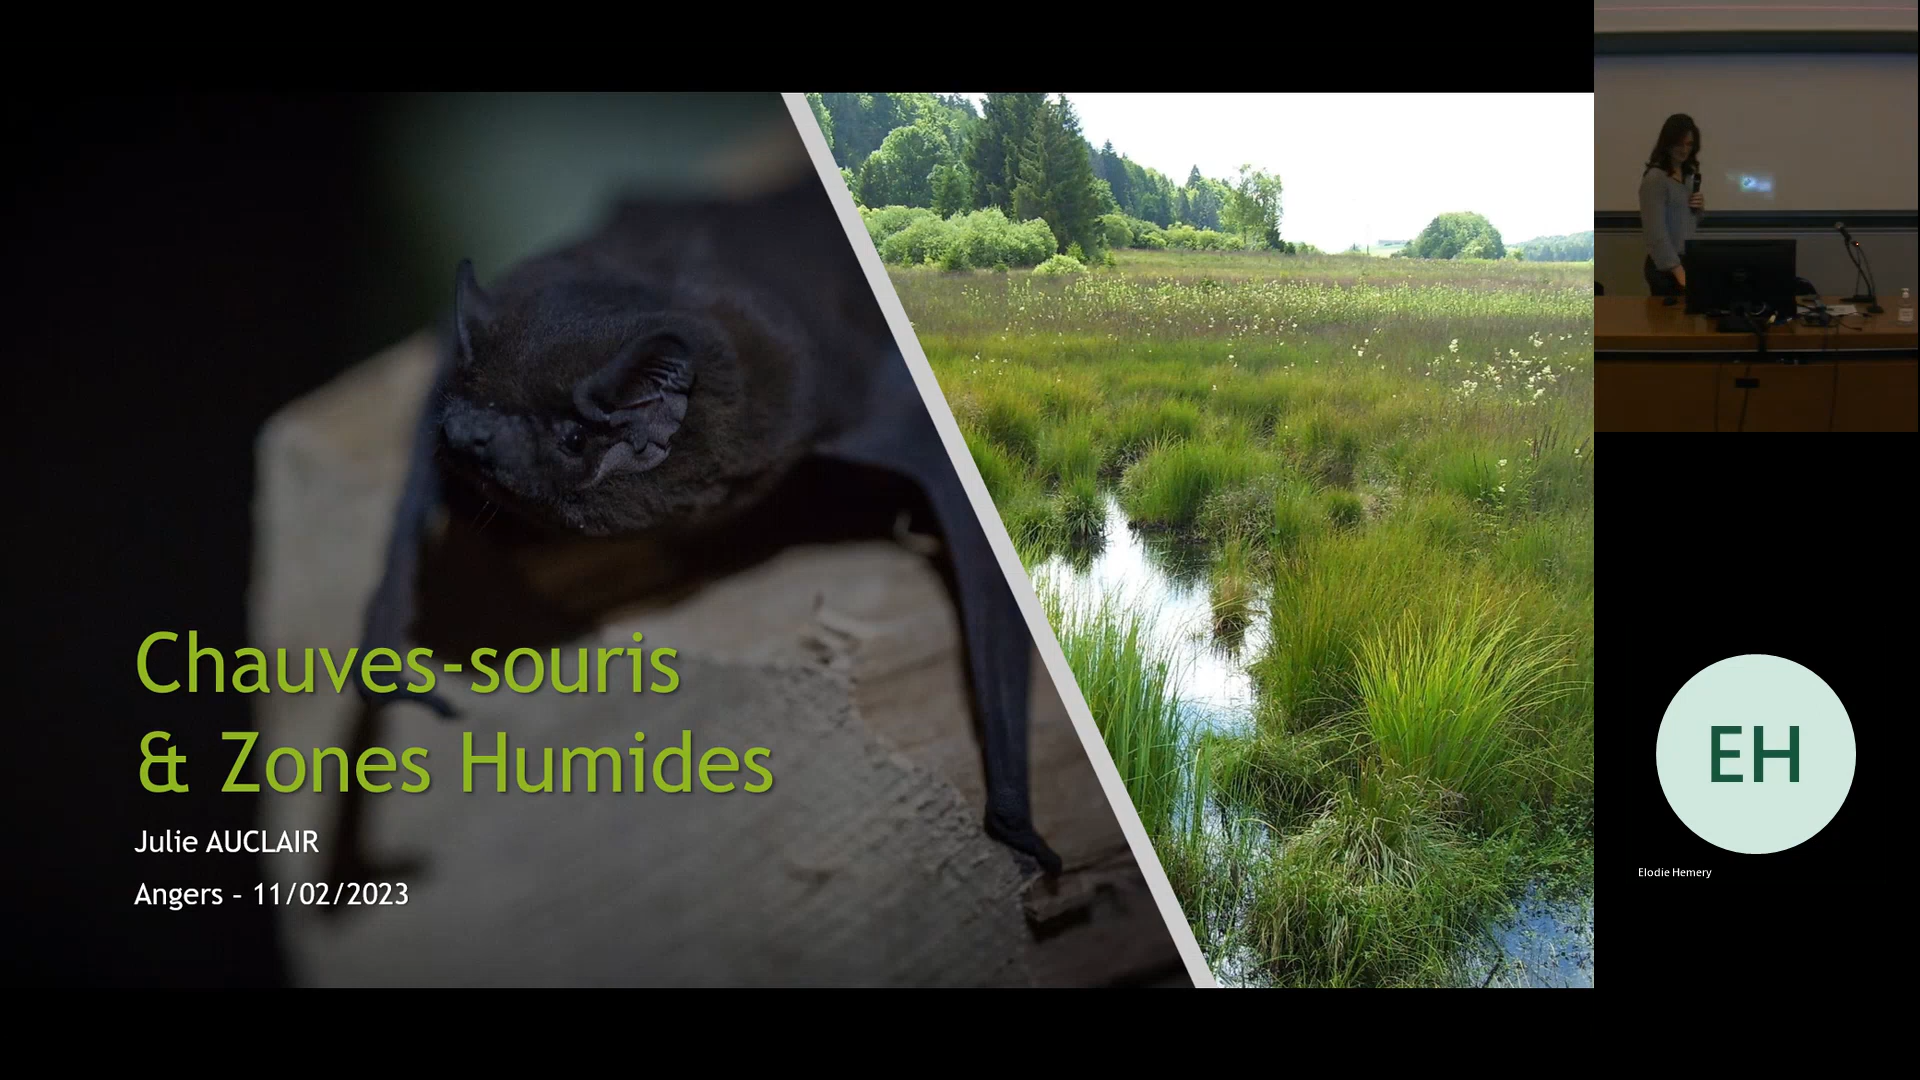 Chauves-souris
& Zones Humides
Julie AUCLAIR
Angers – 11/02/2023
EH
Elodie Hemery